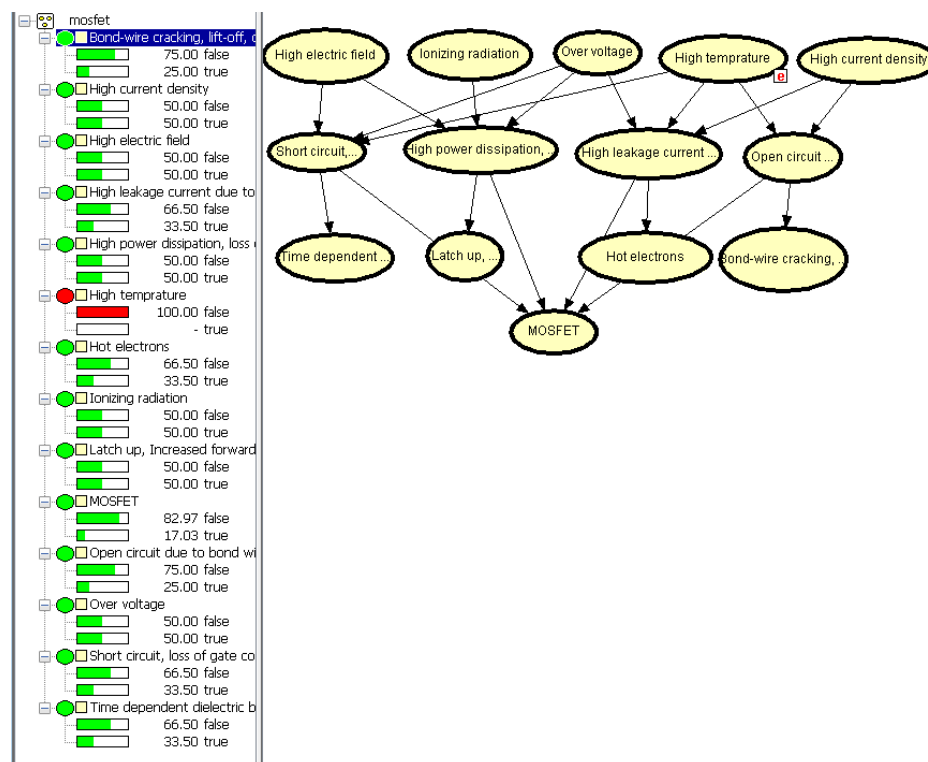 mosfet
Bond-wire cracking, lift-off,
75.00 false
25.00 true
High current density
50.00 false
50.00 true
High electric field
50.00 false
50.00 true
High leakage current due to
66.50 false
33.50 true
High power dissipation, loss
50.00 false
50.00 true
High temprature
100.00 false
- true
Hot electrons
66.50 false
33.50 true
Ionizing radiation
50.00 false
50.00 true
Latch up, Increased forward
50.00 false
50.00 true
MOSFET
82.97 false
17.03 true
Open circuit due to bond wi
75.00 false
25.00 true
Over voltage
50.00 false
50.00 true
Short circuit, loss of gate co
66.50 false
33.50 true
Time dependent dielectric b
66.50 false
33.50 true
High electric field
Ionizing radiation
Over voltage
High temprature
e
High current density
Short circuit,...
High power dissipation, ...
High leakage current ...
Open circuit ...
Time dependent ...
Latch up, ...
Hot electrons
Bond-wire cracking, ...
MOSFET